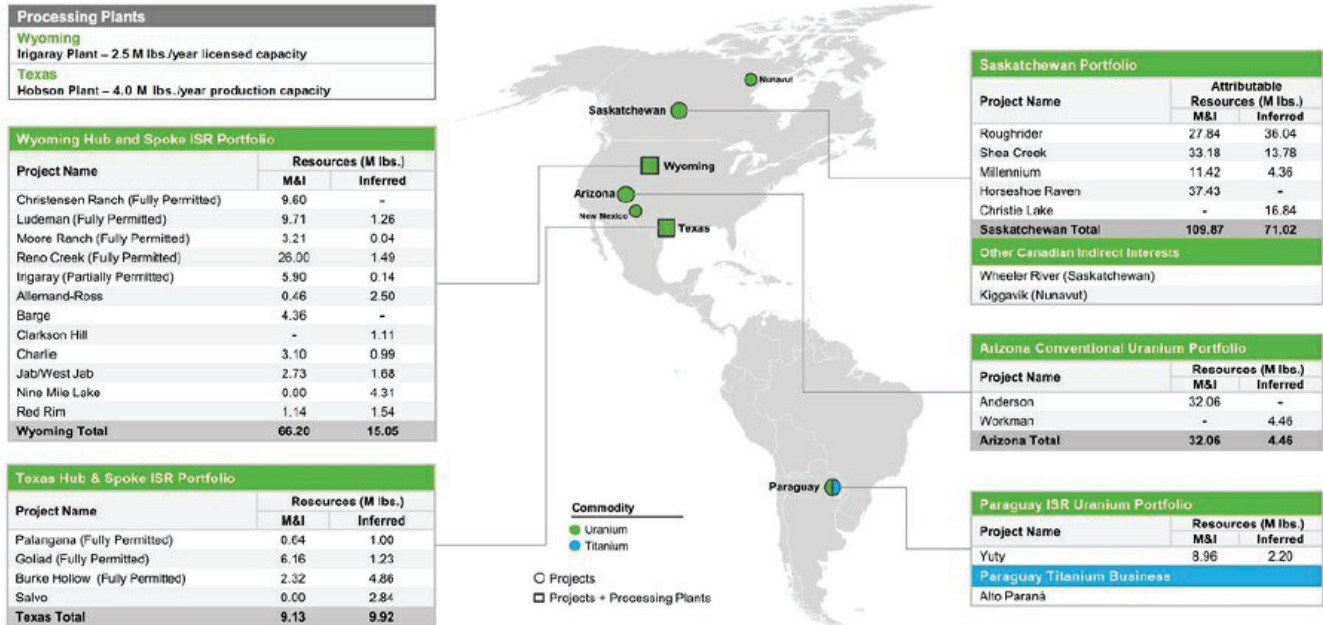 Processing Plants
Wyoming
Irigaray Plant – 2.5 M lbs./year licensed capacity
Texas
Hobson Plant – 4.0 M lbs./year production capacity
Wyoming Hub and Spoke ISR Portfolio
Project Name Resources (M lbs.)
M&I Inferred
Christensen Ranch (Fully Permitted) 9.60 -
Ludeman (Fully Permitted) 9.71 1.26
Moore Ranch (Fully Permitted) 3.21 0.04
Reno Creek (Fully Permitted) 26.00 1.49
Irigaray (Partially Permitted) 5.90 0.14
Allemand-Ross 0.46 2.50
Barge 4.36 -
Clarkson Hill - 1.11
Charlie 3.10 0.99
Jab/West Jab 2.73 1.68
Nine Mile Lake 0.00 4.31
Red Rim 1.14 1.54
Wyoming Total 66.20 15.05
Texas Hub & Spoke ISR Portfolio
Project Name Resources (M lbs.)
M&I Inferred
Palangana (Fully Permitted) 0.64 1.00
Goliad (Fully Permitted) 6.16 1.23
Burke Hollow (Fully Permitted) 2.32 4.86
Salvo 0.00 2.84
Texas Total 9.13 9.92
Nunavut
Saskatchewan
Wyoming
Arizona
New Mexico
Texas
Paraguay
Commodity
Uranium
Titanium
Projects
Projects + Processing Plants
Saskatchewan Portfolio
Project Name Attributable Resources (M lbs.)
M&I Inferred
Roughrider 27.84 36.04
Shea Creek 33.18 13.78
Millennium 11.42 4.36
Horseshoe Raven 37.43 -
Christie Lake - 16.84
Saskatchewan Total 109.87 71.02
Other Canadian Indirect Interests
Wheeler River (Saskatchewan)
Kiggavik (Nunavut)
Arizona Conventional Uranium Portfolio
Project Name Resources (M lbs.)
M&I Inferred
Anderson 32.06 -
Workman - 4.46
Arizona Total 32.06 4.46
Paraguay ISR Uranium Portfolio
Project Name Resources (M lbs.)
M&I Inferred
Yuty 8.96 2.20
Paraguay Titanium Business
Alto Paraná